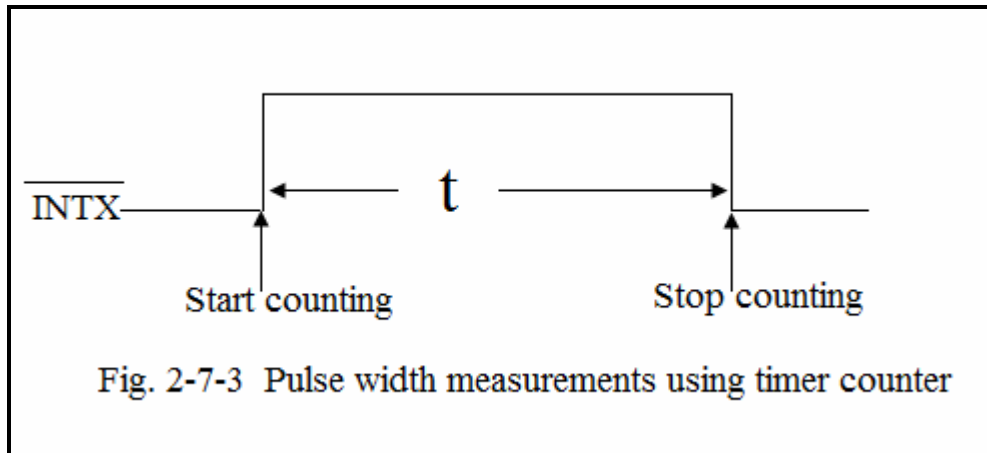 t
INTX
Start counting
Stop counting
Fig. 2-7-3 Pulse width measurements using timer counter